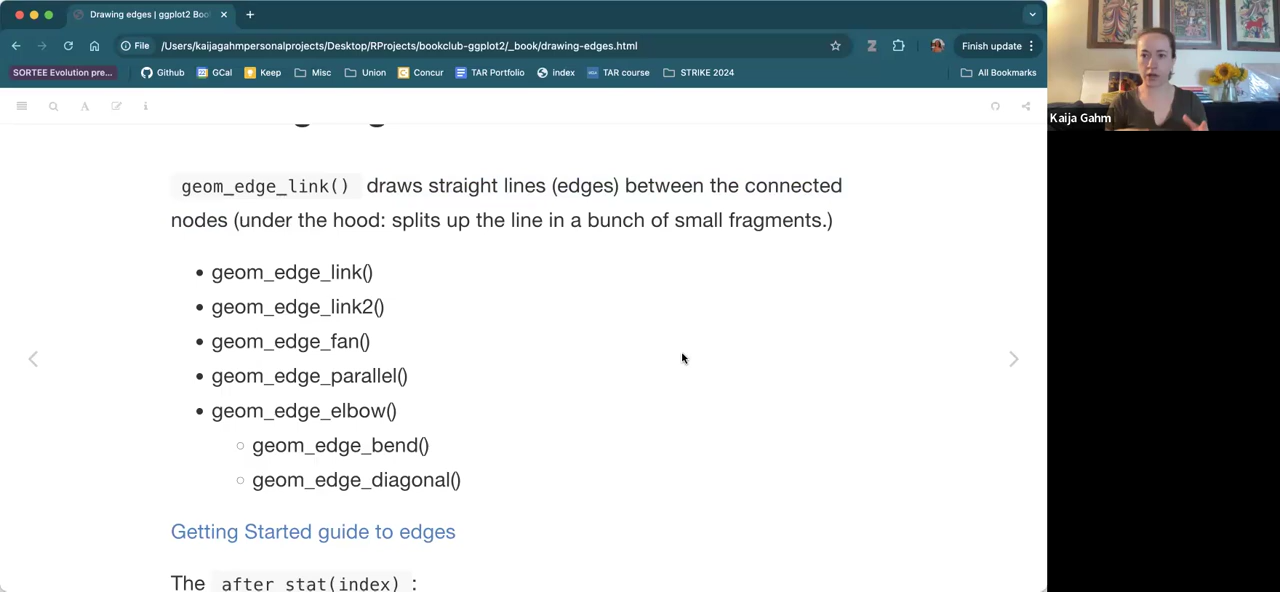 Drawing edges | ggplot2 Boo
File /Users/kaijagahmpersonalprojects/Desktop/RProjects/bookclub-ggplot2/_book/drawing-edges.html Z Finish update
SORTEE Evolution pre... Github GCal Keep Misc Union Concur TAR Portfolio index TAR course STRIKE 2024 All Bookmarks
Kaija Gahm
geom_edge_link() draws straight lines (edges) between the connected
nodes (under the hood: splits up the line in a bunch of small fragments.)
• geom_edge_link()
• geom_edge_link2()
• geom_edge_fan()
• geom_edge_parallel()
• geom_edge_elbow()
◦ geom_edge_bend()
◦ geom_edge_diagonal()
Getting Started guide to edges
The after_stat(index) :